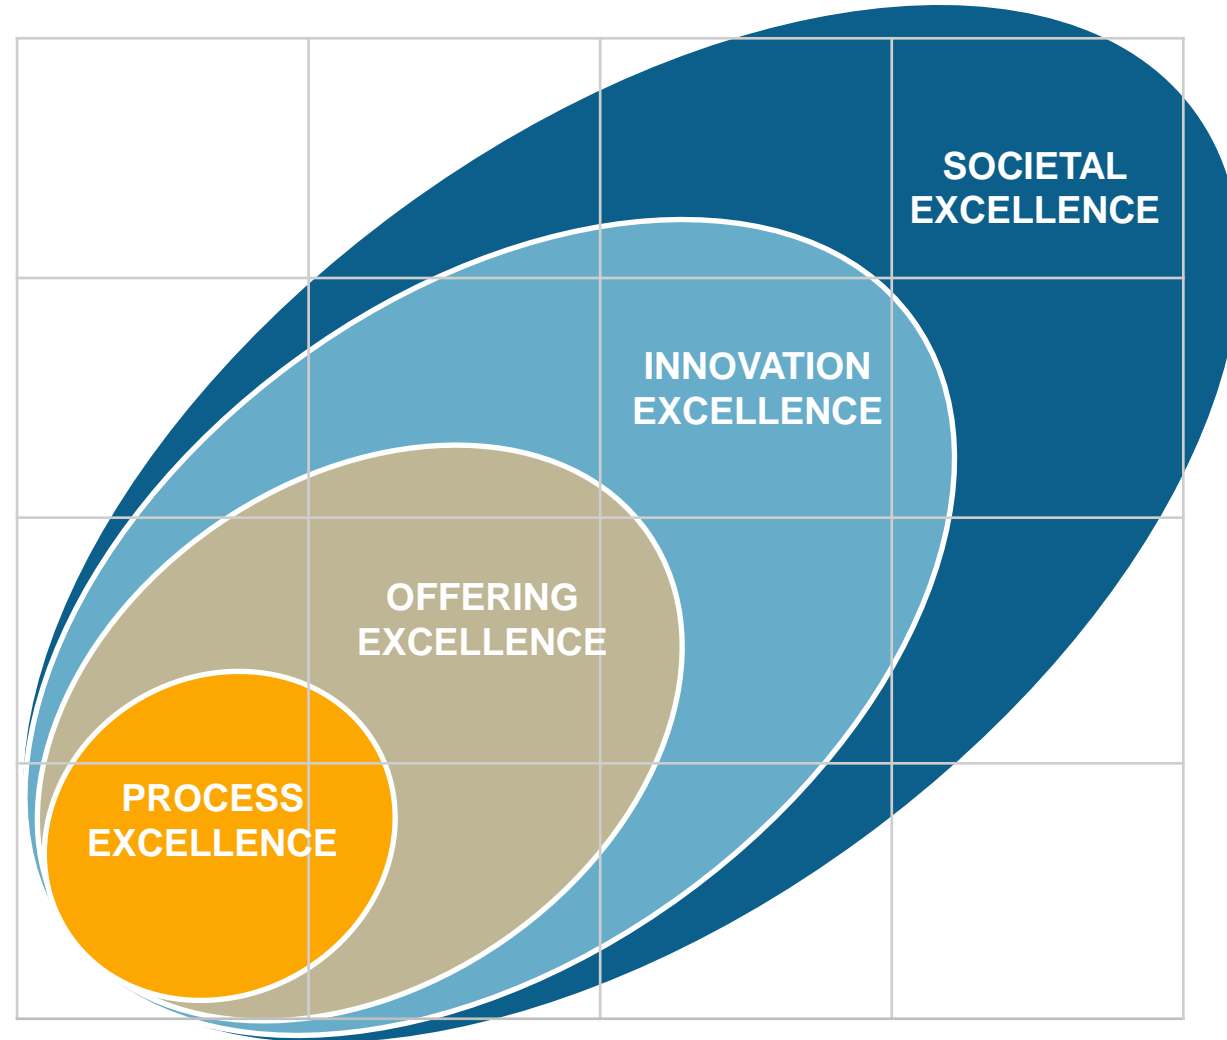 SOCIETAL
EXCELLENCE
INNOVATION
EXCELLENCE
OFFERING
EXCELLENCE
PROCESS
EXCELLENCE